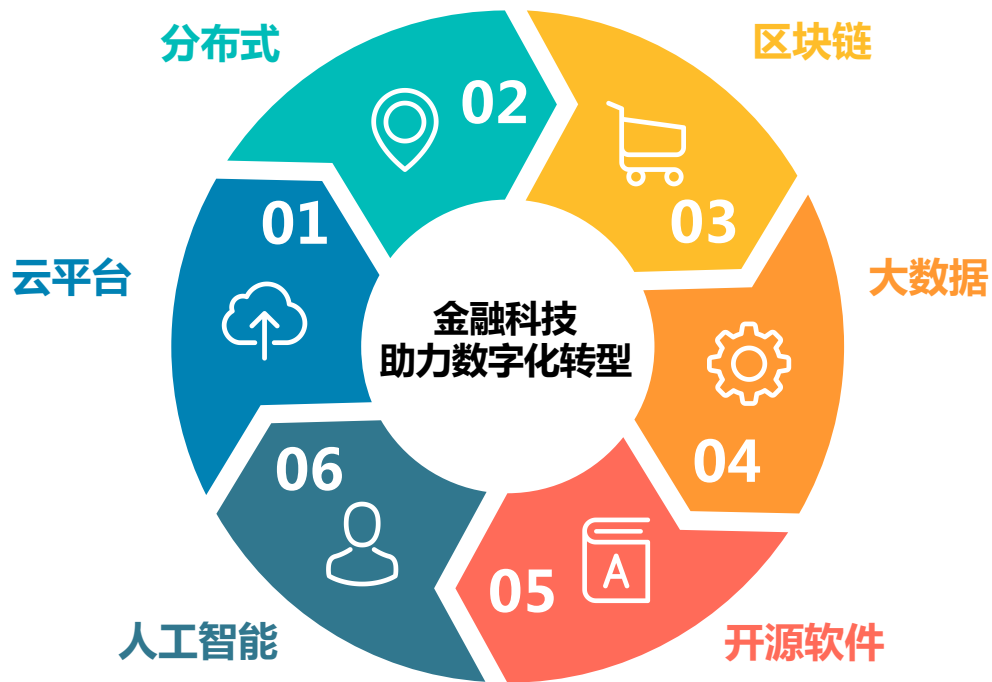 分布式
区块链
02
03
01
云平台
大数据
金融科技
助力数字化转型
04
06
05
A
人工智能
开源软件